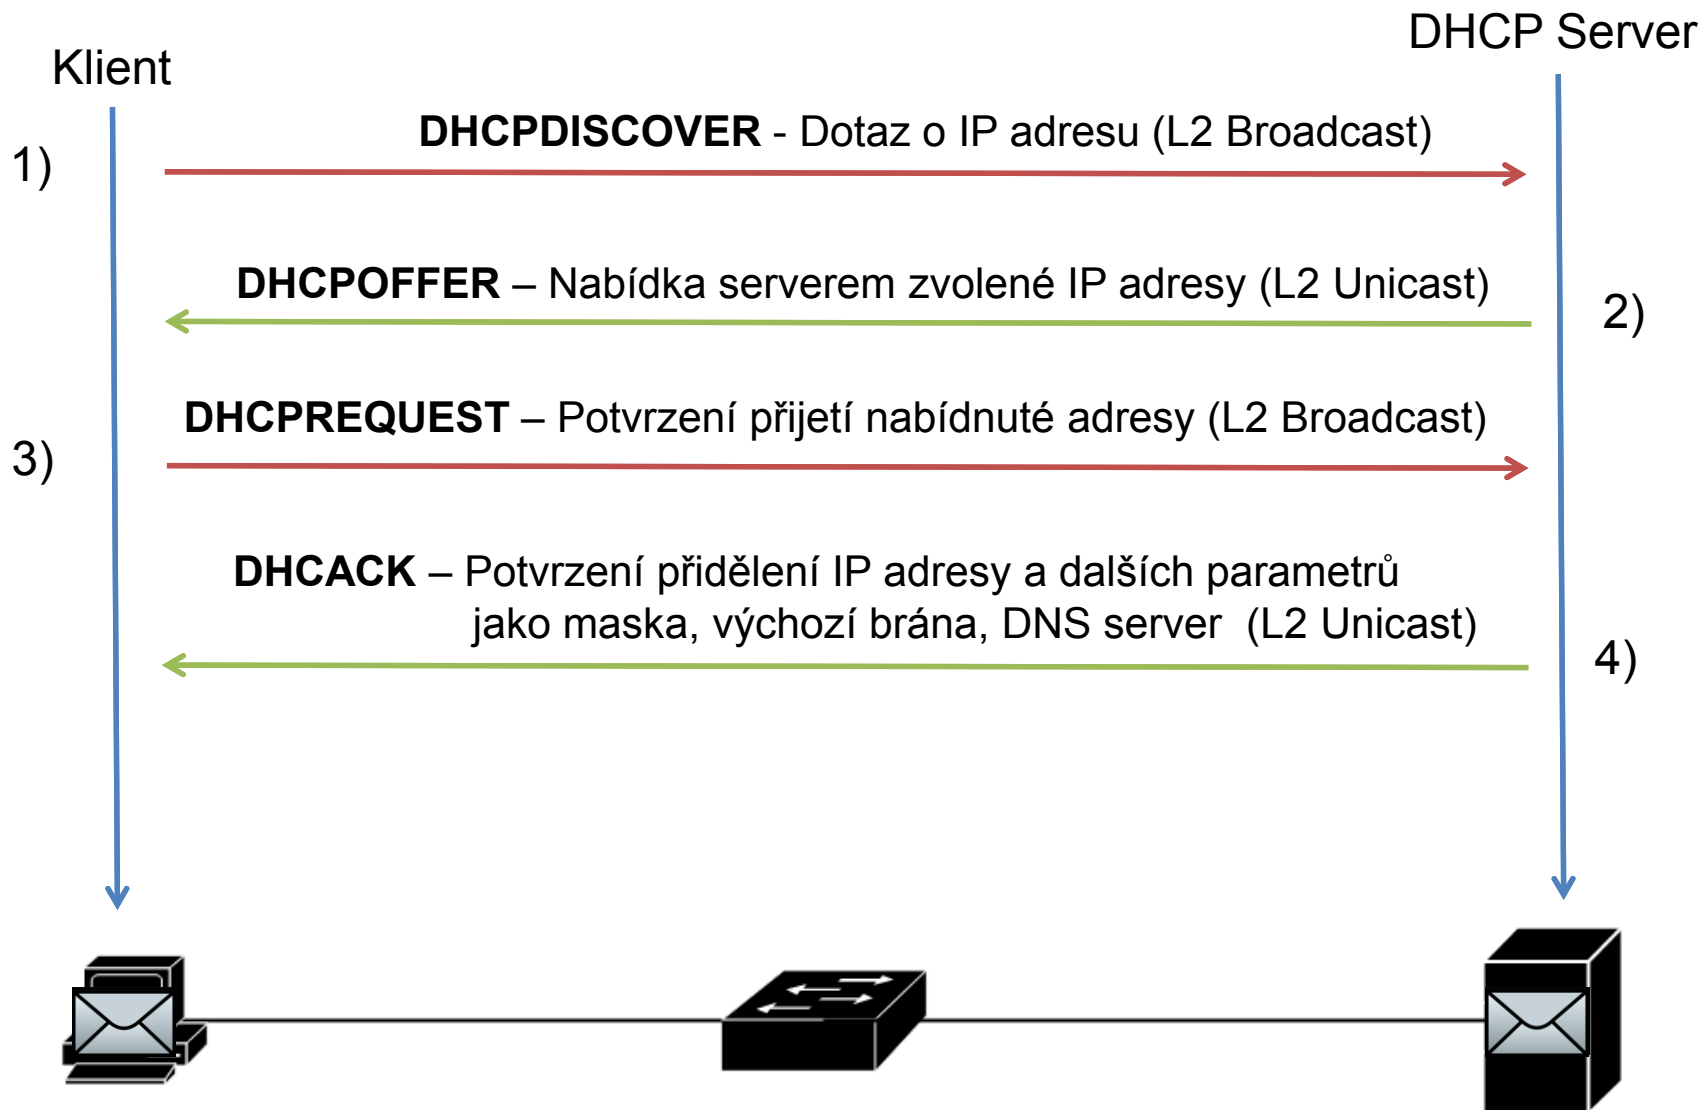 DHCP Server
Klient
1)
DHCPDISCOVER - Dotaz o IP adresu (L2 Broadcast)
DHCPOFFER – Nabídka serverem zvolené IP adresy (L2 Unicast)
2)
DHCPREQUEST – Potvrzení přijetí nabídnuté adresy (L2 Broadcast)
3)
DHCACK – Potvrzení přidělení IP adresy a dalších parametrů
jako maska, výchozí brána, DNS server (L2 Unicast)
4)